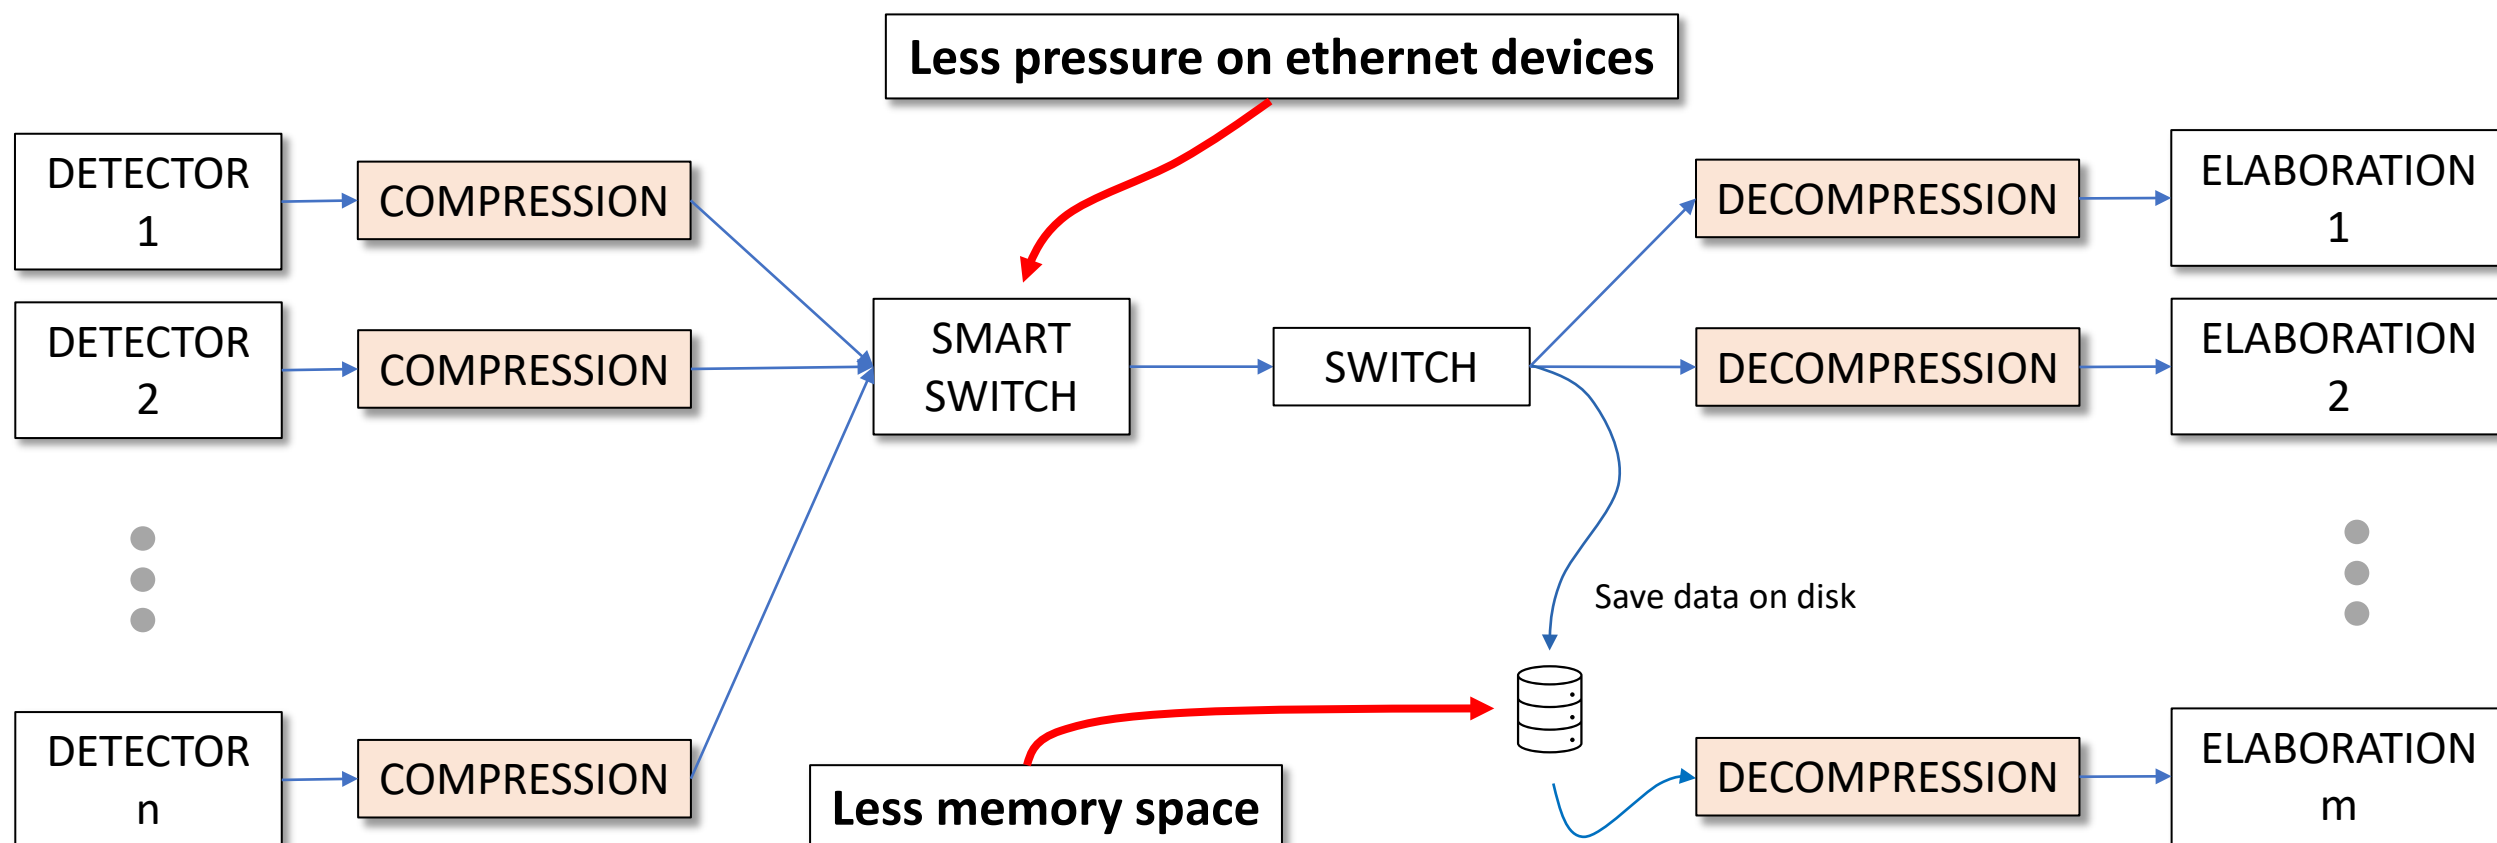 Less pressure on ethernet devices
DETECTOR
1
COMPRESSION
DECOMPRESSION
ELABORATION
1
DETECTOR
2
COMPRESSION
SMART
SWITCH
SWITCH
DECOMPRESSION
ELABORATION
2
Save data on disk
DETECTOR
n
COMPRESSION
Less memory space
DECOMPRESSION
ELABORATION
m